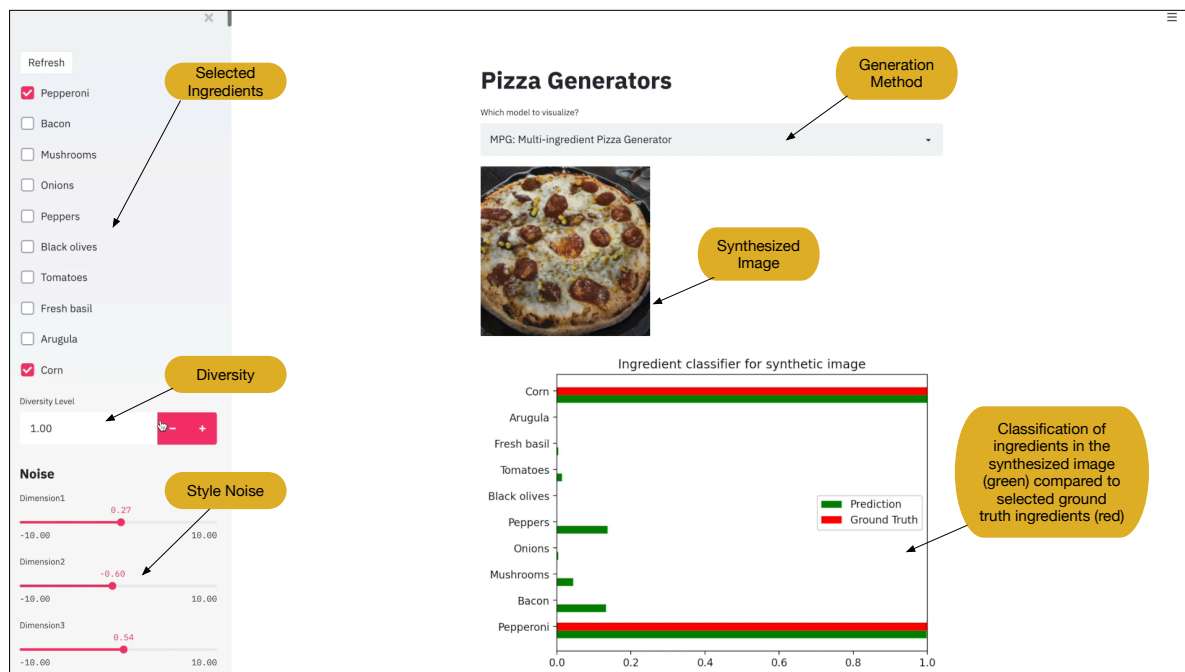 Refresh
Selected
Ingredients
Pepperoni
Bacon
Mushrooms
Onions
Peppers
Black olives
Tomatoes
Fresh basil
Arugula
Corn
Diversity
Diversity Level
1.00
- +
Noise
Style Noise
Dimension1
0.27
-10.00 10.00
Dimension2
-0.60
-10.00 10.00
Dimension3
0.54
-10.00 10.00
Pizza Generators
Generation
Method
Which model to visualize?
MPG: Multi-ingredient Pizza Generator
Synthesized
Image
Ingredient classifier for synthetic image
Corn
Arugula
Fresh basil
Tomatoes
Black olives
Peppers
Onions
Mushrooms
Bacon
Pepperoni
0.0 0.2 0.4 0.6 0.8 1.0
Prediction
Ground Truth
Classification of
ingredients in the
synthesized image
(green) compared to
selected ground
truth ingredients (red)